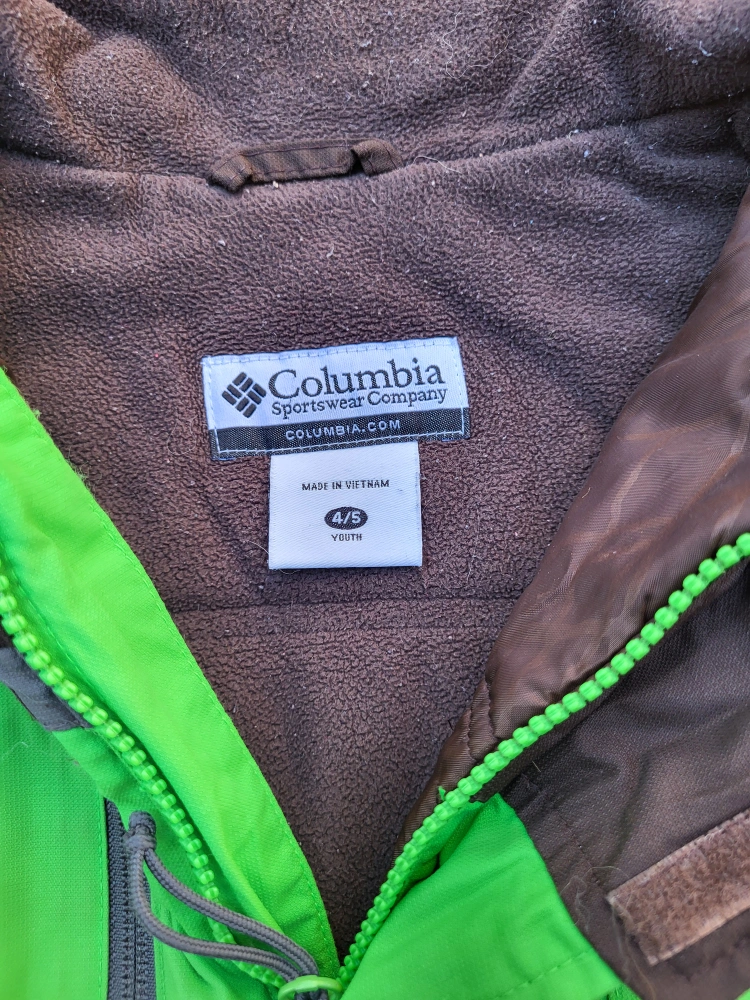 Columbia
Sportswear Company
COLUMBIA.COM
MADE IN VIETNAM
4/5
YOUTH